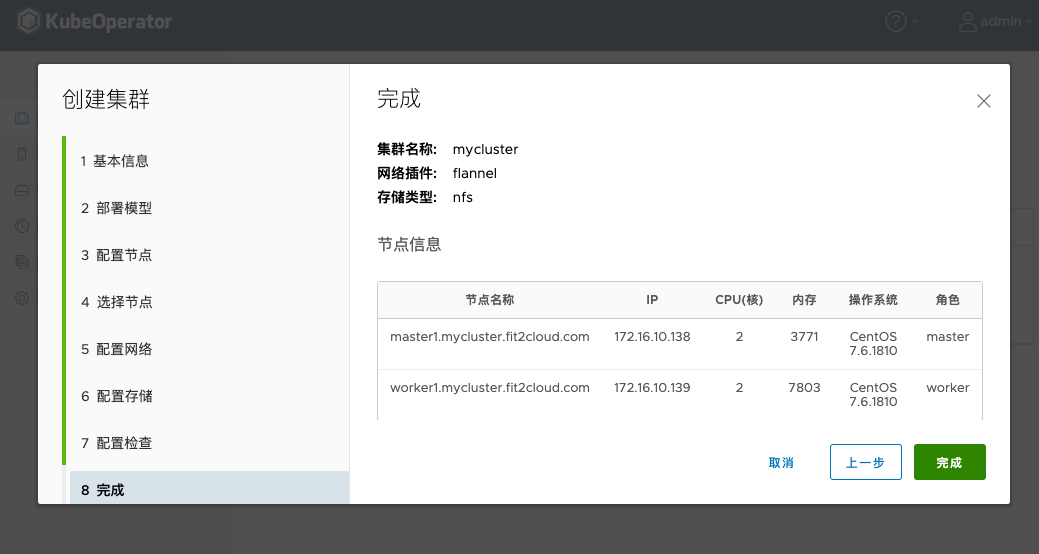 KubeOperator
admin
创建集群
1 基本信息
2 部署模型
3 配置节点
4 选择节点
5 配置网络
6 配置存储
7 配置检查
8 完成
完成
集群名称: mycluster
网络插件: flannel
存储类型: nfs
节点信息
节点名称 IP CPU(核) 内存 操作系统 角色
master1.mycluster.fit2cloud.com 172.16.10.138 2 3771 CentOS 7.6.1810 master
worker1.mycluster.fit2cloud.com 172.16.10.139 2 7803 CentOS 7.6.1810 worker
取消 上一步 完成